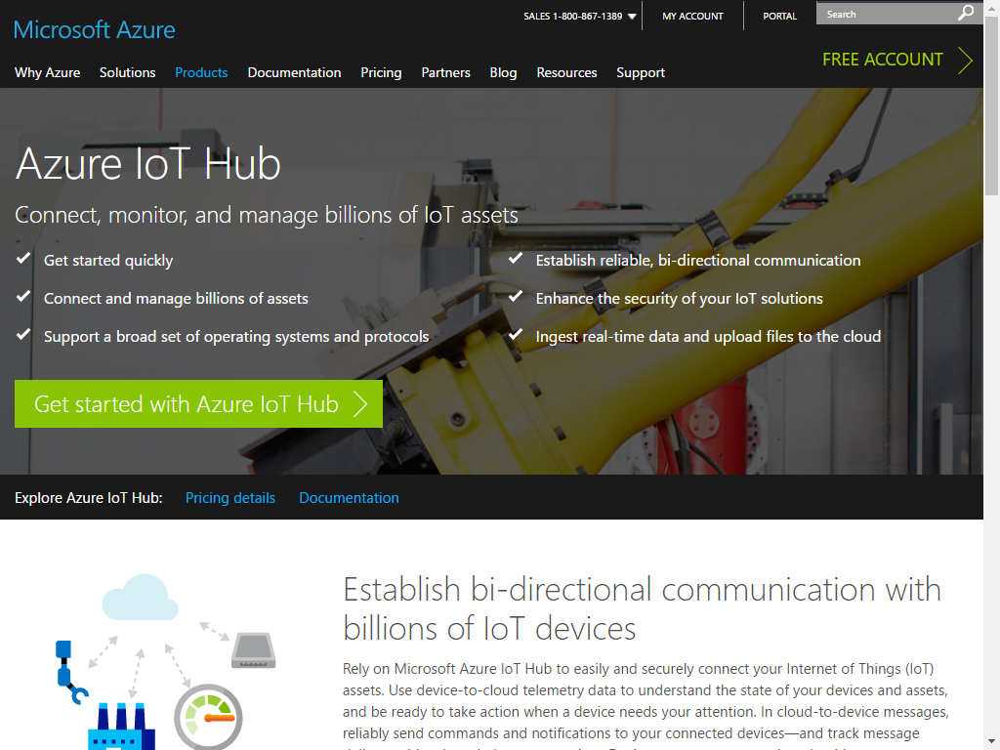 SALES 1-800-867-1389
MY ACCOUNT
PORTAL
Search
Microsoft Azure
FREE ACCOUNT
Why Azure
Solutions
Products
Documentation
Pricing
Partners
Blog
Resources
Support
Azure IoT Hub
Connect, monitor, and manage billions of IoT assets
Get started quickly
Establish reliable, bi-directional communication
Connect and manage billions of assets
Enhance the security of your IoT solutions
Support a broad set of operating systems and protocols
Ingest real-time data and upload files to the cloud
Get started with Azure IoT Hub
Explore Azure IoT Hub:
Pricing details
Documentation
Establish bi-directional communication with
billions of IoT devices
Rely on Microsoft Azure IoT Hub to easily and securely connect your Internet of Things (IoT)
assets. Use device-to-cloud telemetry data to understand the state of your devices and assets,
and be ready to take action when a device needs your attention. In cloud-to-device messages,
reliably send commands and notifications to your connected devices—and track message